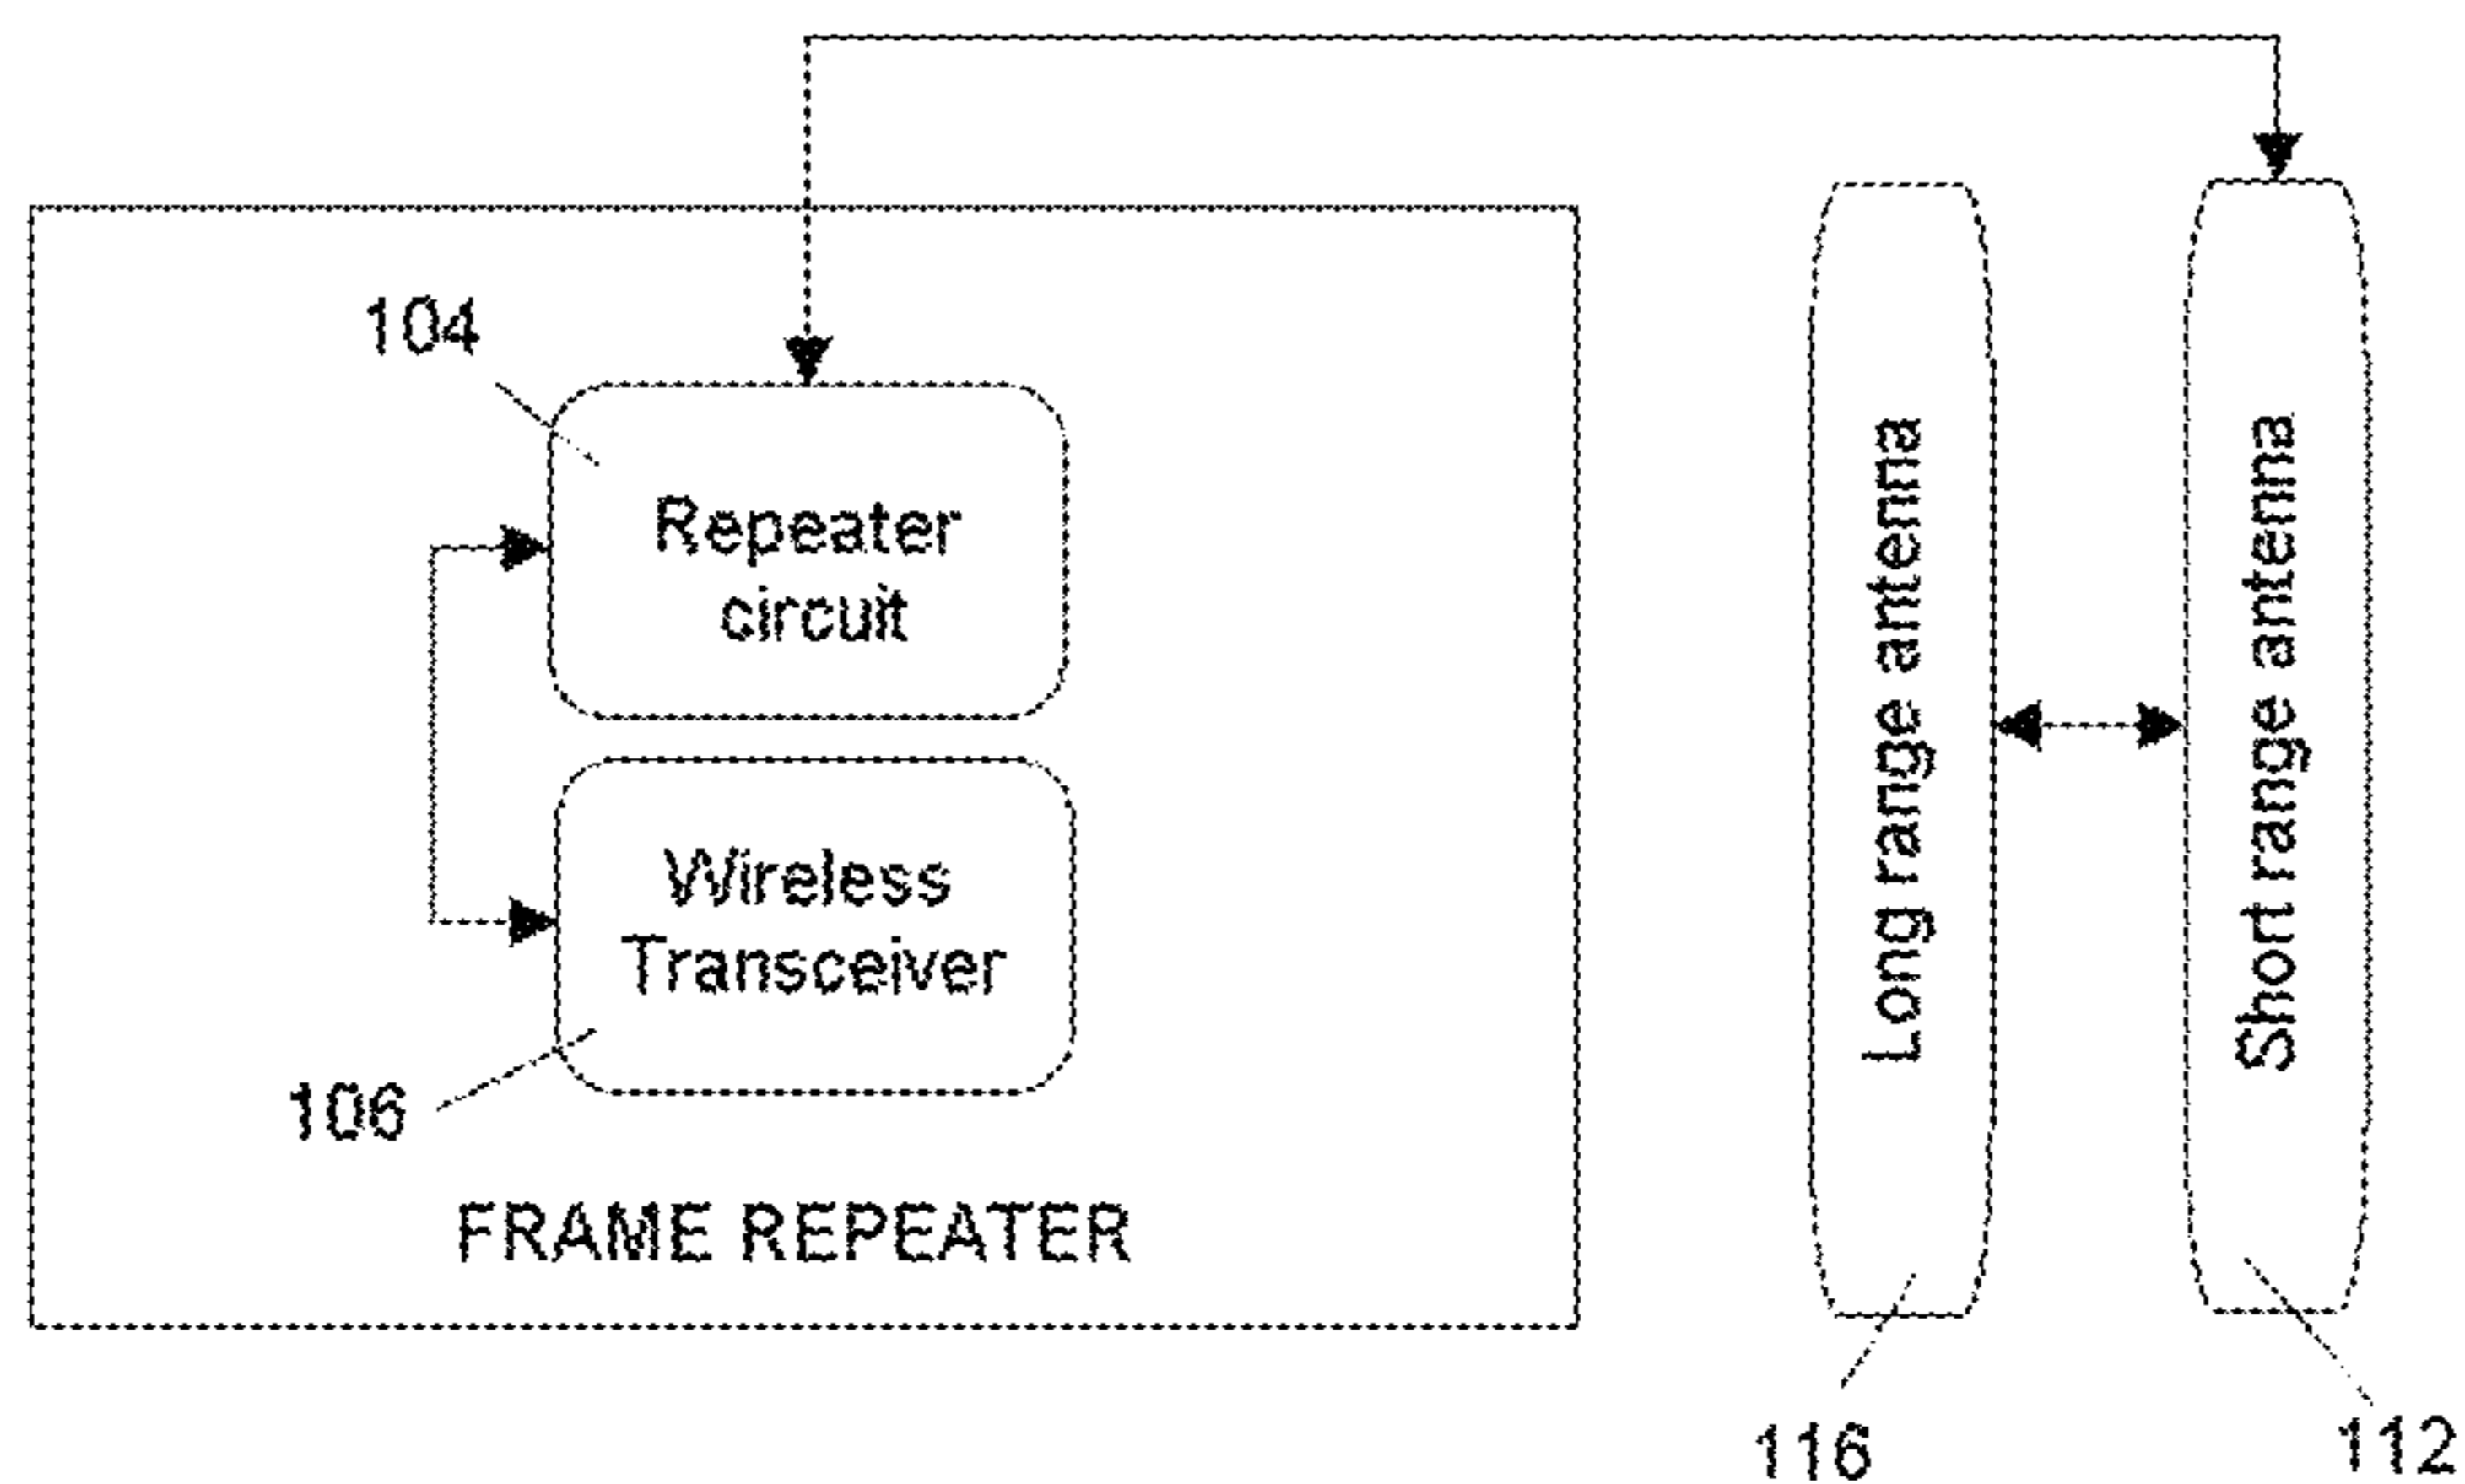 104
Repeater
circuit
Wireless
Transceiver
106
FRAME REPEATER
Long range antenna
Short range antenna
116
112